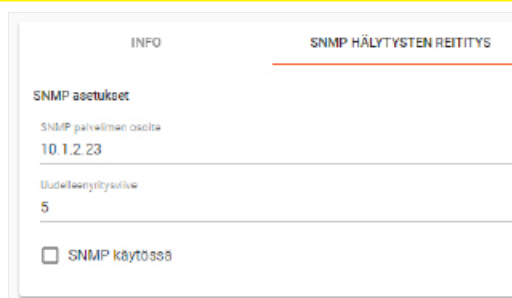 INFO
SNMP HÄLYTYSTEN REITITYS
SNMP asetukset
SNMP palvelimen osoite
10.1.2.23
Uudelleenyritysviive
5
SNMP käytössä